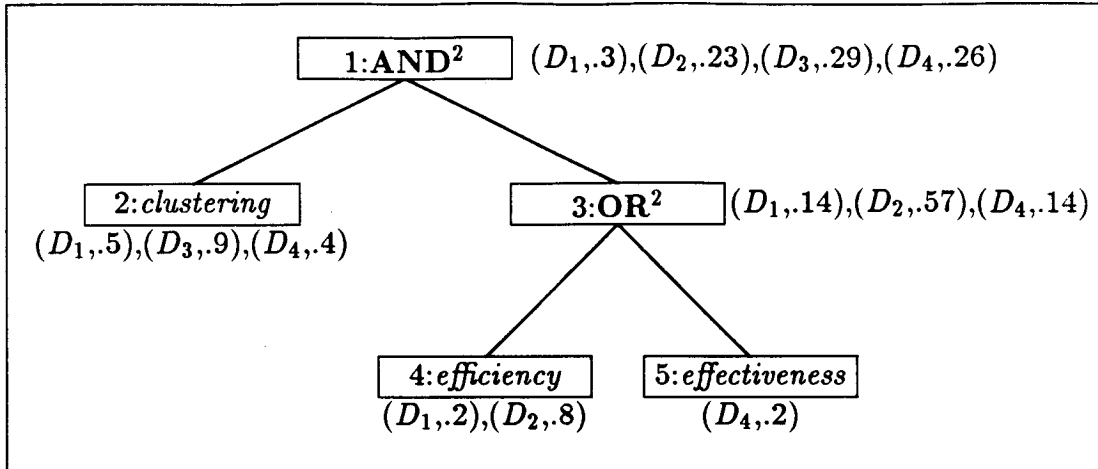 1:AND² (D₁,.3),(D₂,.23),(D₃,.29),(D₄,.26)
2:clustering
(D₁,.5),(D₃,.9),(D₄,.4)
3:OR² (D₁,.14),(D₂,.57),(D₄,.14)
4:efficiency
(D₁,.2),(D₂,.8)
5:effectiveness
(D₄,.2)